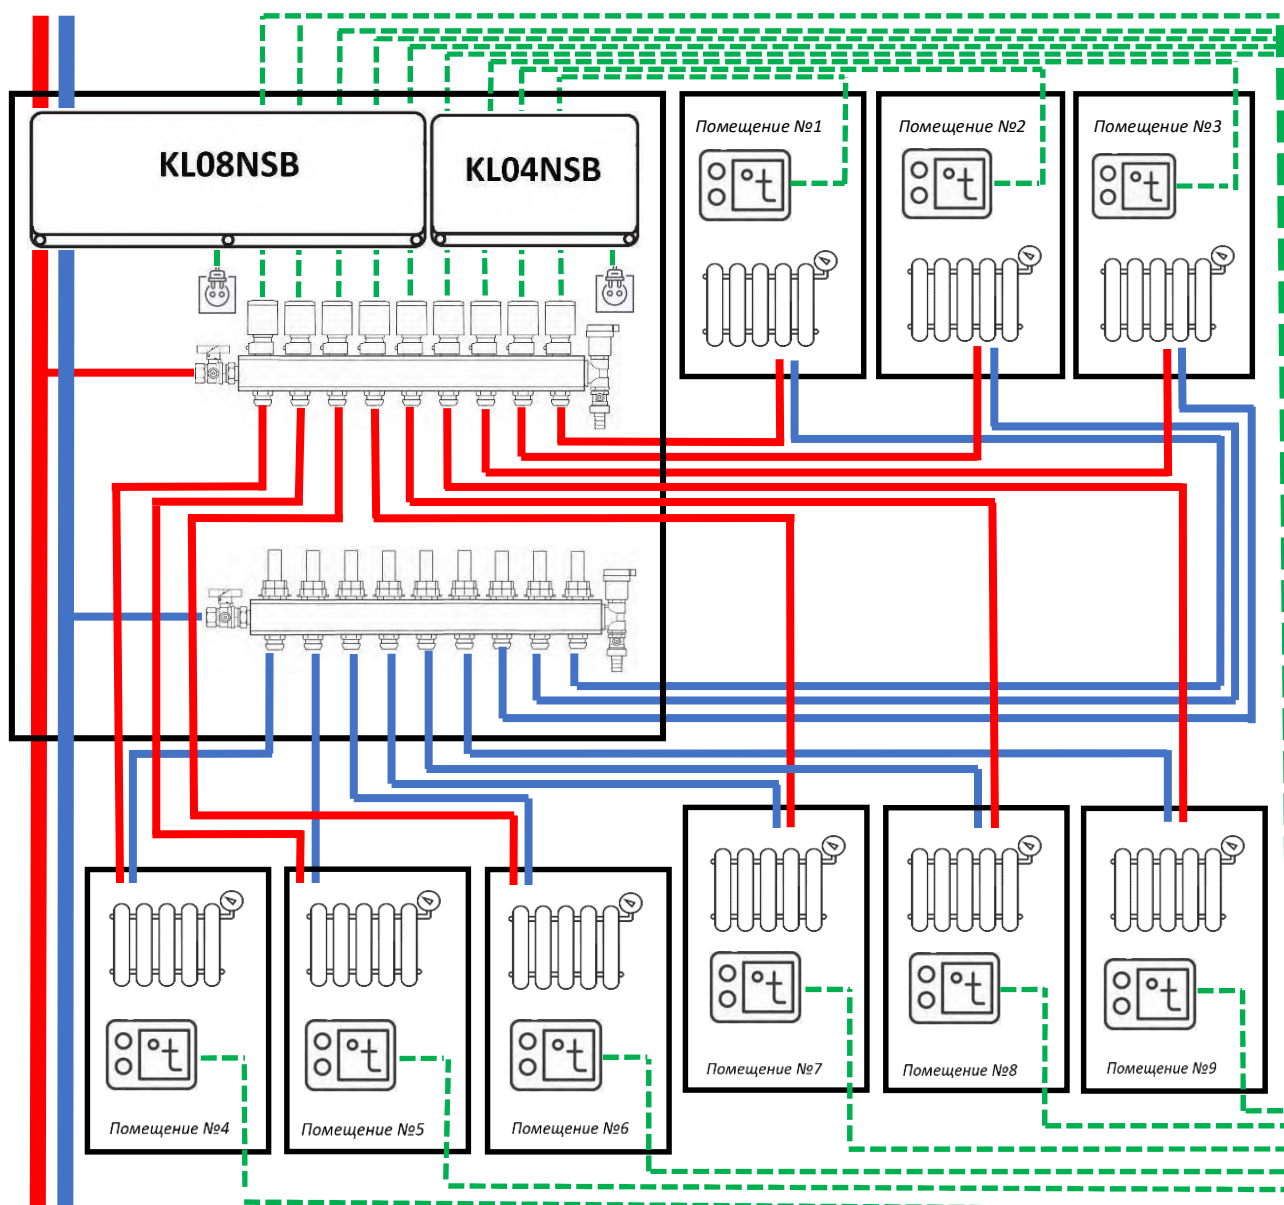 KL08NSB
KL04NSB
Помещение №1
Помещение №2
Помещение №3
°t
°t
°t
°t
°t
°t
Помещение №7
Помещение №8
Помещение №9
°t
°t
°t
Помещение №4
Помещение №5
Помещение №6